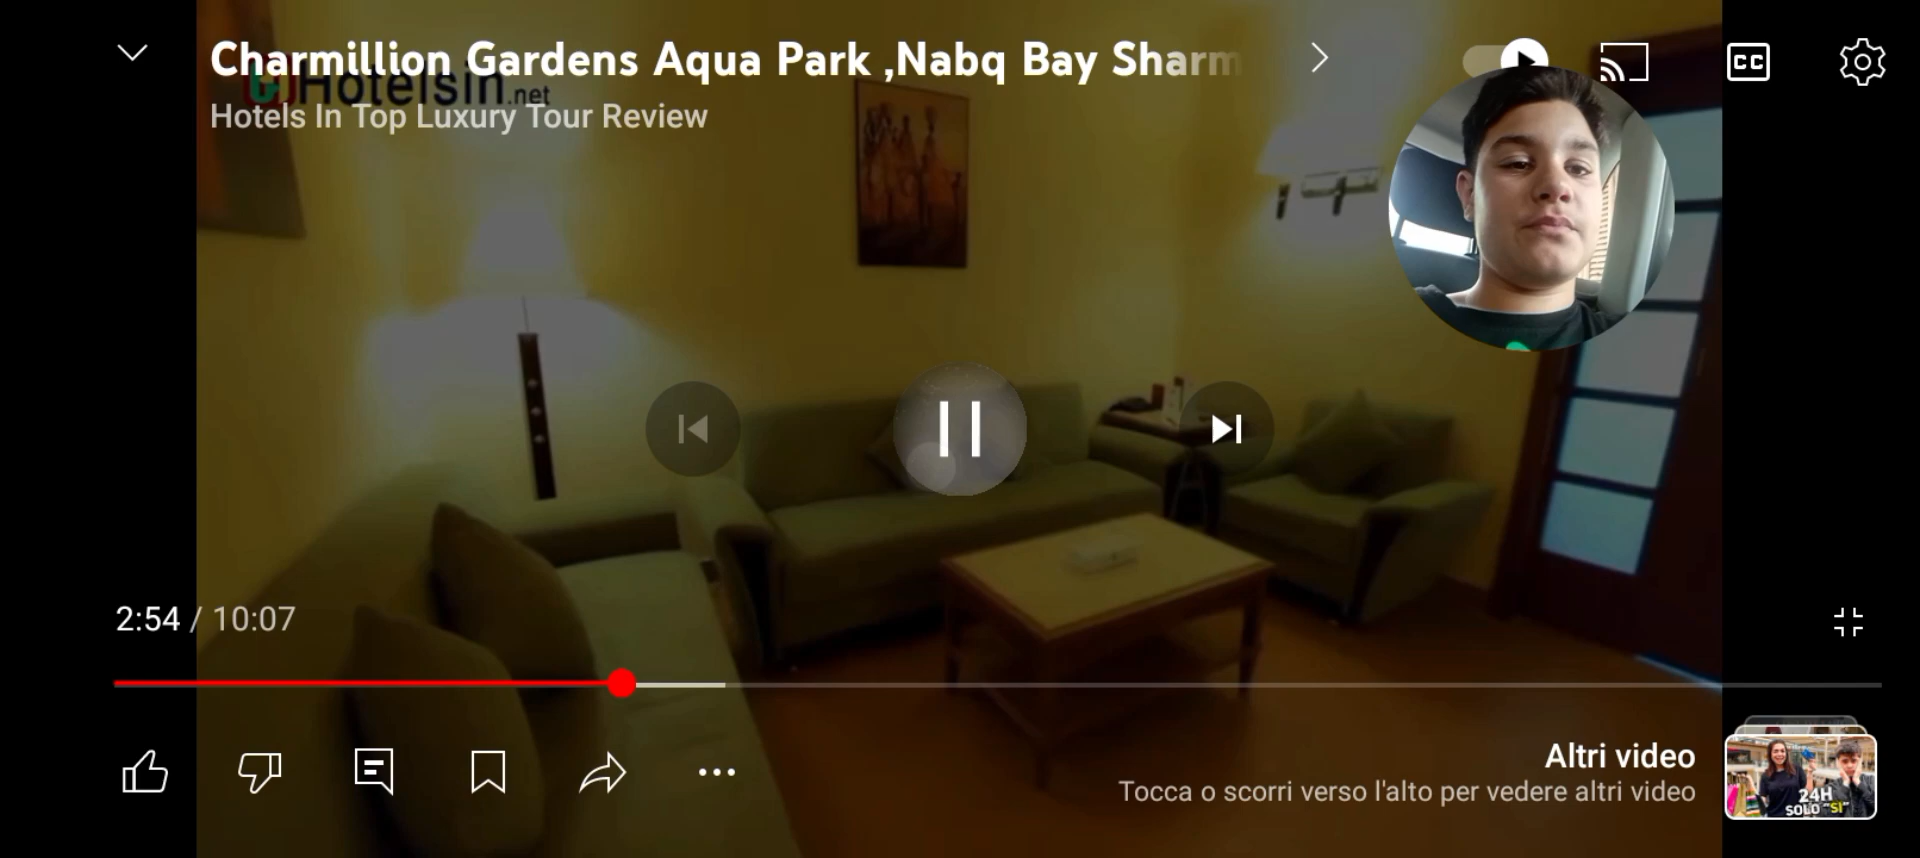 Charmillion Gardens Aqua Park ,Nabq Bay Sharm
Hotelsin.net
Hotels In Top Luxury Tour Review
CC
2:54 / 10:07
Altri video
Tocca o scorri verso l'alto per vedere altri video
24H
SOLO "SI"